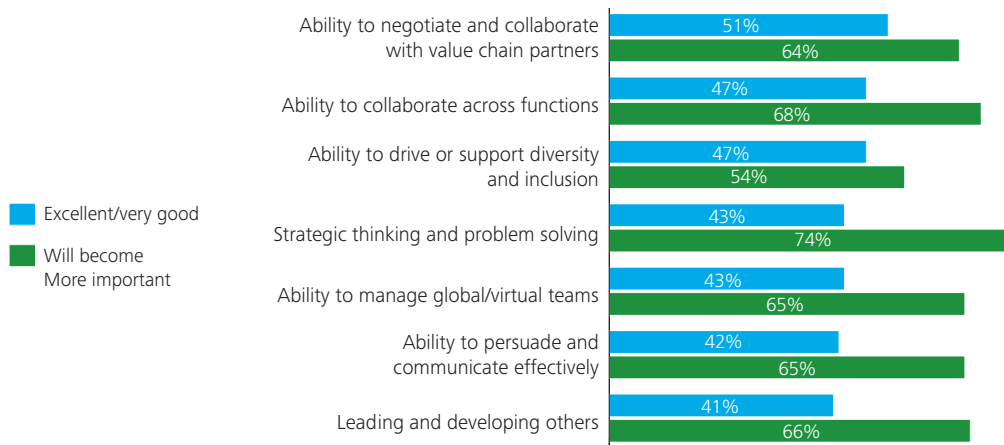 Ability to negotiate and collaborate
with value chain partners
51%
64%
Ability to collaborate across functions
47%
68%
Ability to drive or support diversity
and inclusion
47%
54%
Excellent/very good
Will become
More important
Strategic thinking and problem solving
43%
74%
Ability to manage global/virtual teams
43%
65%
Ability to persuade and
communicate effectively
42%
65%
Leading and developing others
41%
66%